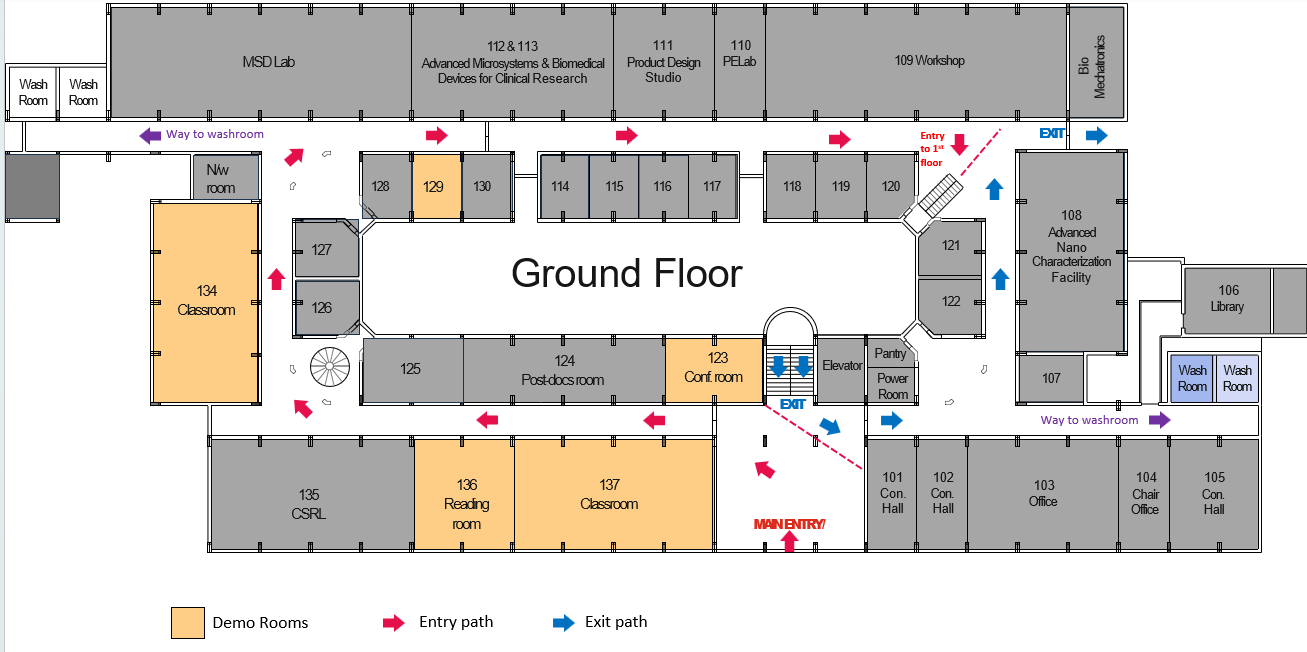 MSD Lab
112 & 113
Advanced Microsystems & Biomedical
Devices for Clinical Research
111
Product Design
Studio
110
PELab
109 Workshop
Bio
Mechatronics
Wash
Room
Wash
Room
Way to washroom
Entry
to 1st
floor
EXIT
N/w
room
128
129
130
114
115
116
117
118
119
120
127
126
121
122
108
Advanced
Nano
Characterization
Facility
Ground Floor
134
Classroom
106
Library
125
124
Post-docs room
123
Conf. room
Elevator
Pantry
Power
Room
107
Wash
Room
Wash
Room
EXIT
Way to washroom
135
CSRL
136
Reading
room
137
Classroom
MAIN ENTRY/
101
Con.
Hall
102
Con.
Hall
103
Office
104
Chair
Office
105
Con.
Hall
Demo Rooms
Entry path
Exit path